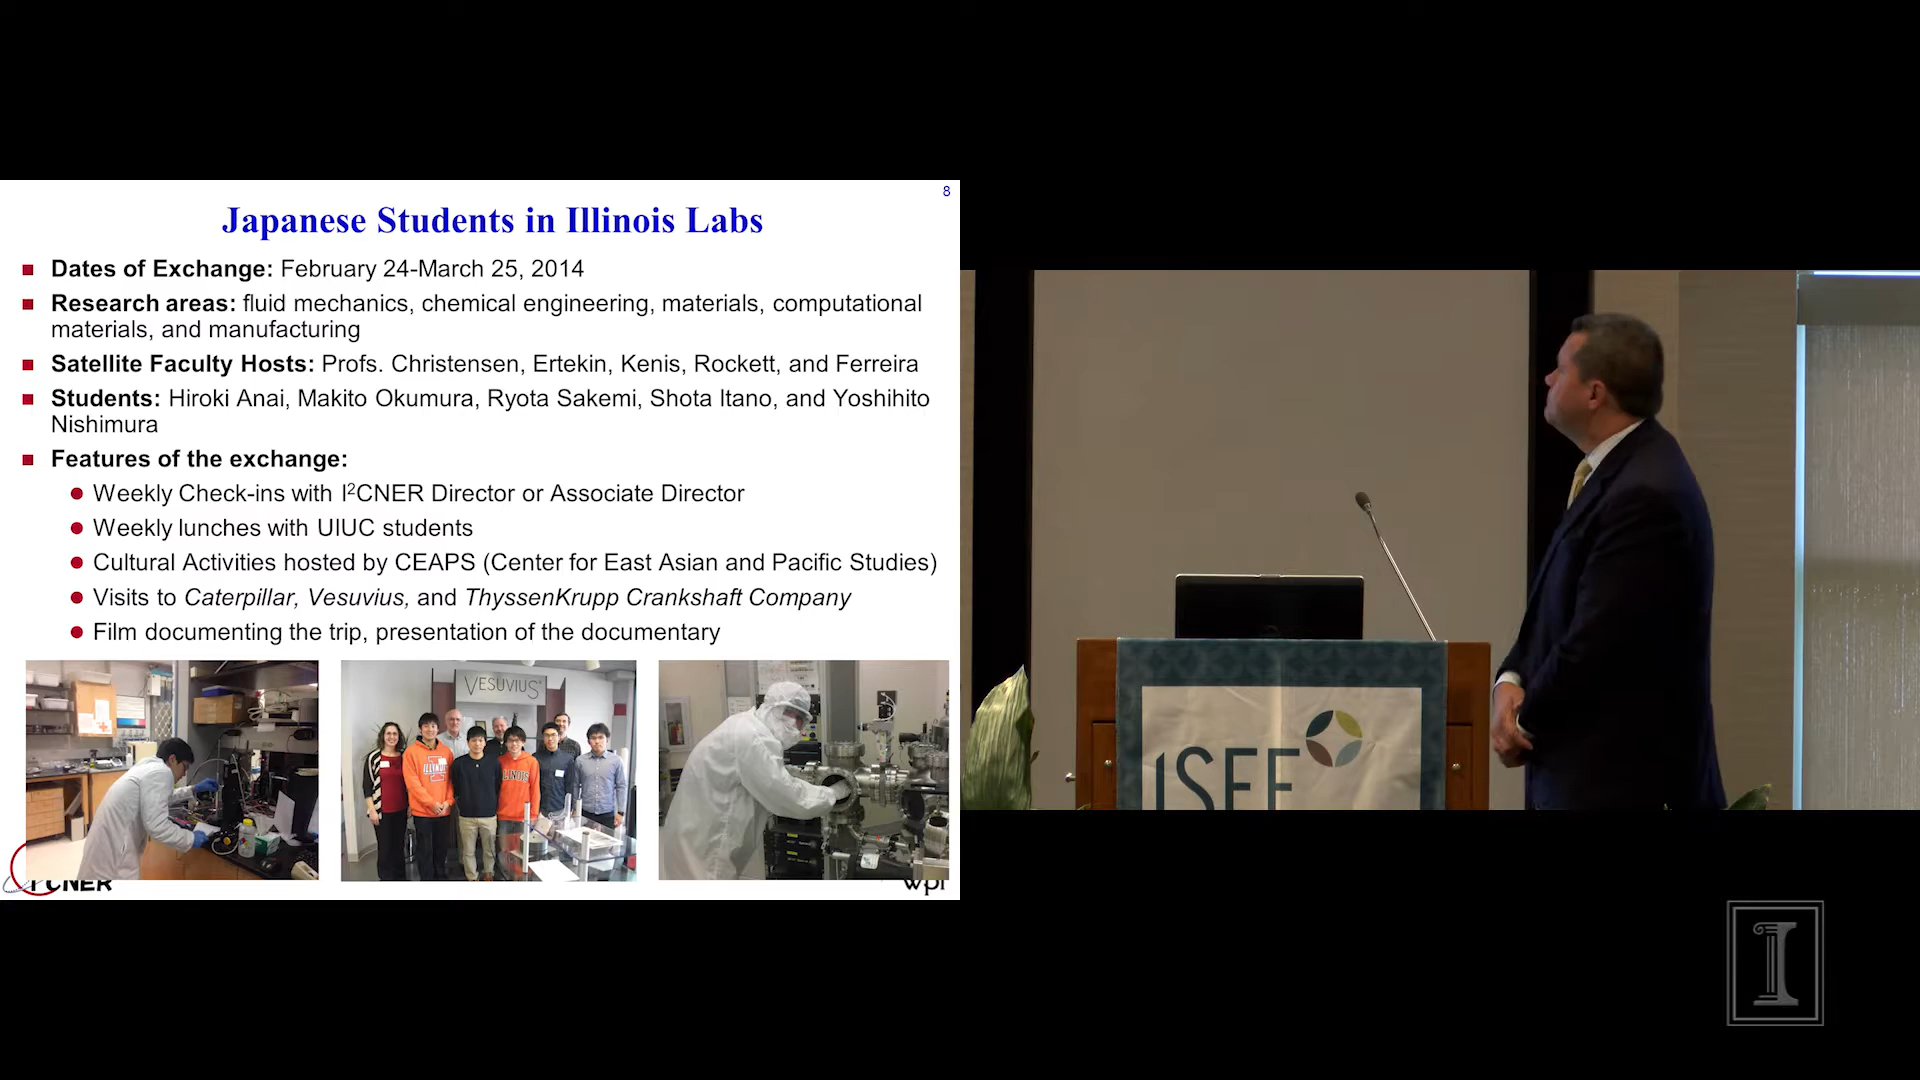 8
Japanese Students in Illinois Labs
Dates of Exchange: February 24-March 25, 2014
Research areas: fluid mechanics, chemical engineering, materials, computational
materials, and manufacturing
Satellite Faculty Hosts: Profs. Christensen, Ertekin, Kenis, Rockett, and Ferreira
Students: Hiroki Anai, Makito Okumura, Ryota Sakemi, Shota Itano, and Yoshihito
Nishimura
Features of the exchange:
Weekly Check-ins with I²CNER Director or Associate Director
Weekly lunches with UIUC students
Cultural Activities hosted by CEAPS (Center for East Asian and Pacific Studies)
Visits to Caterpillar, Vesuvius, and ThyssenKrupp Crankshaft Company
Film documenting the trip, presentation of the documentary
VESUVIUS
ILLINOIS
CNER
wpi
ISEE
I